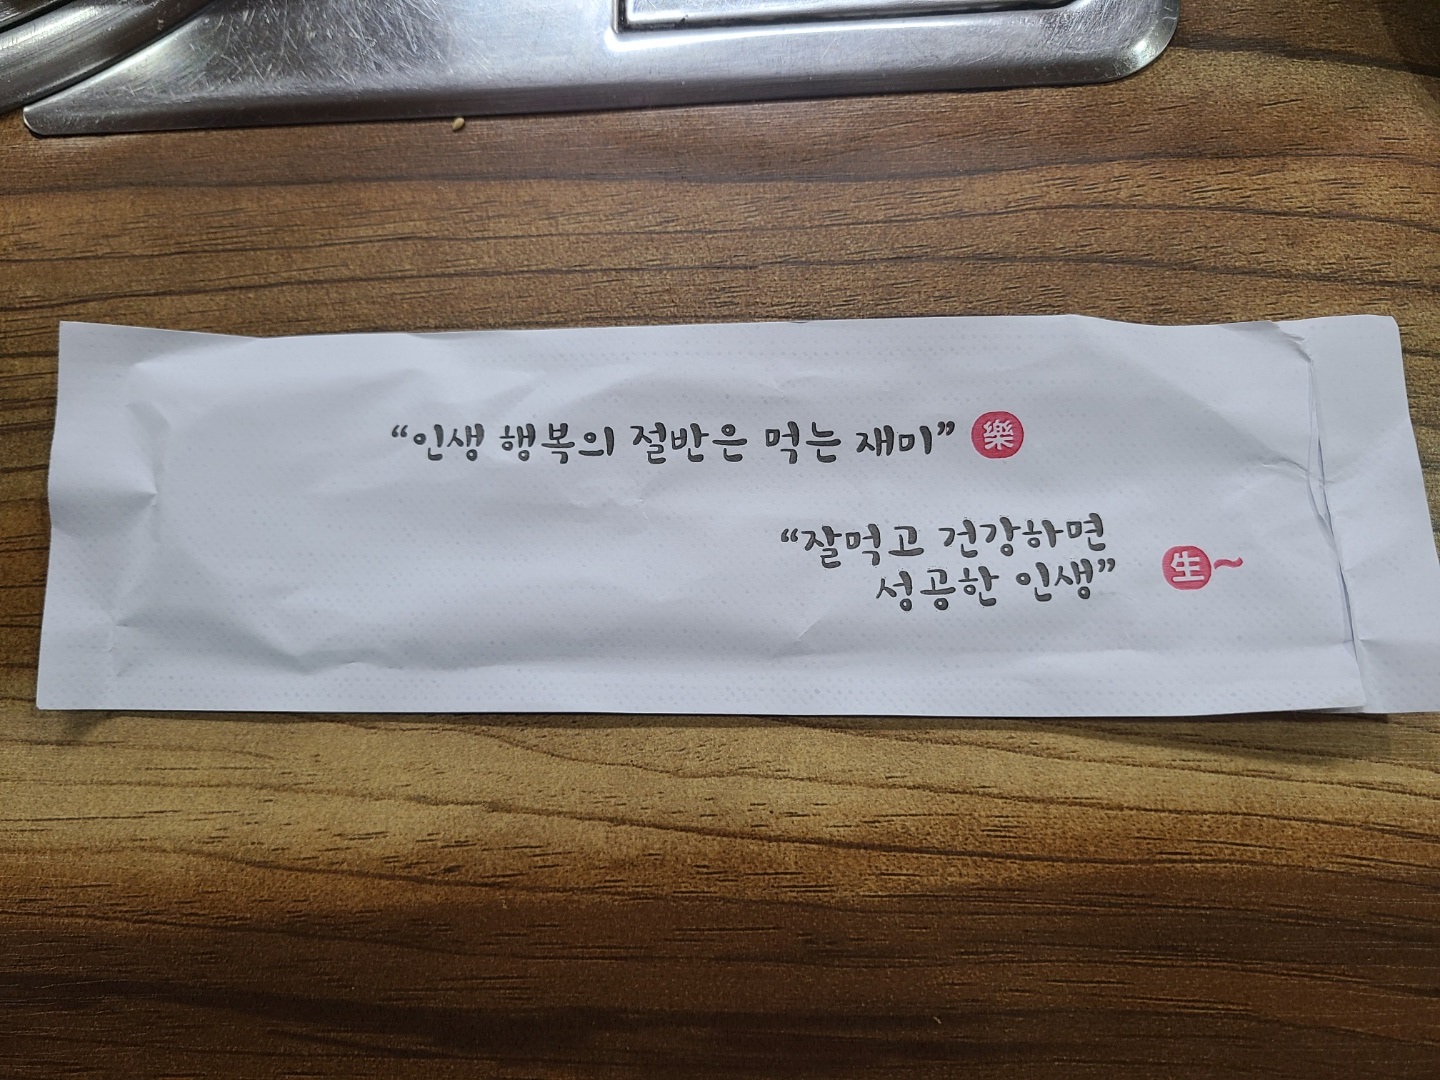 “인생 행복의 절반은 먹는 재미” 樂
“잘먹고 건강하면
성공한 인생” 生~